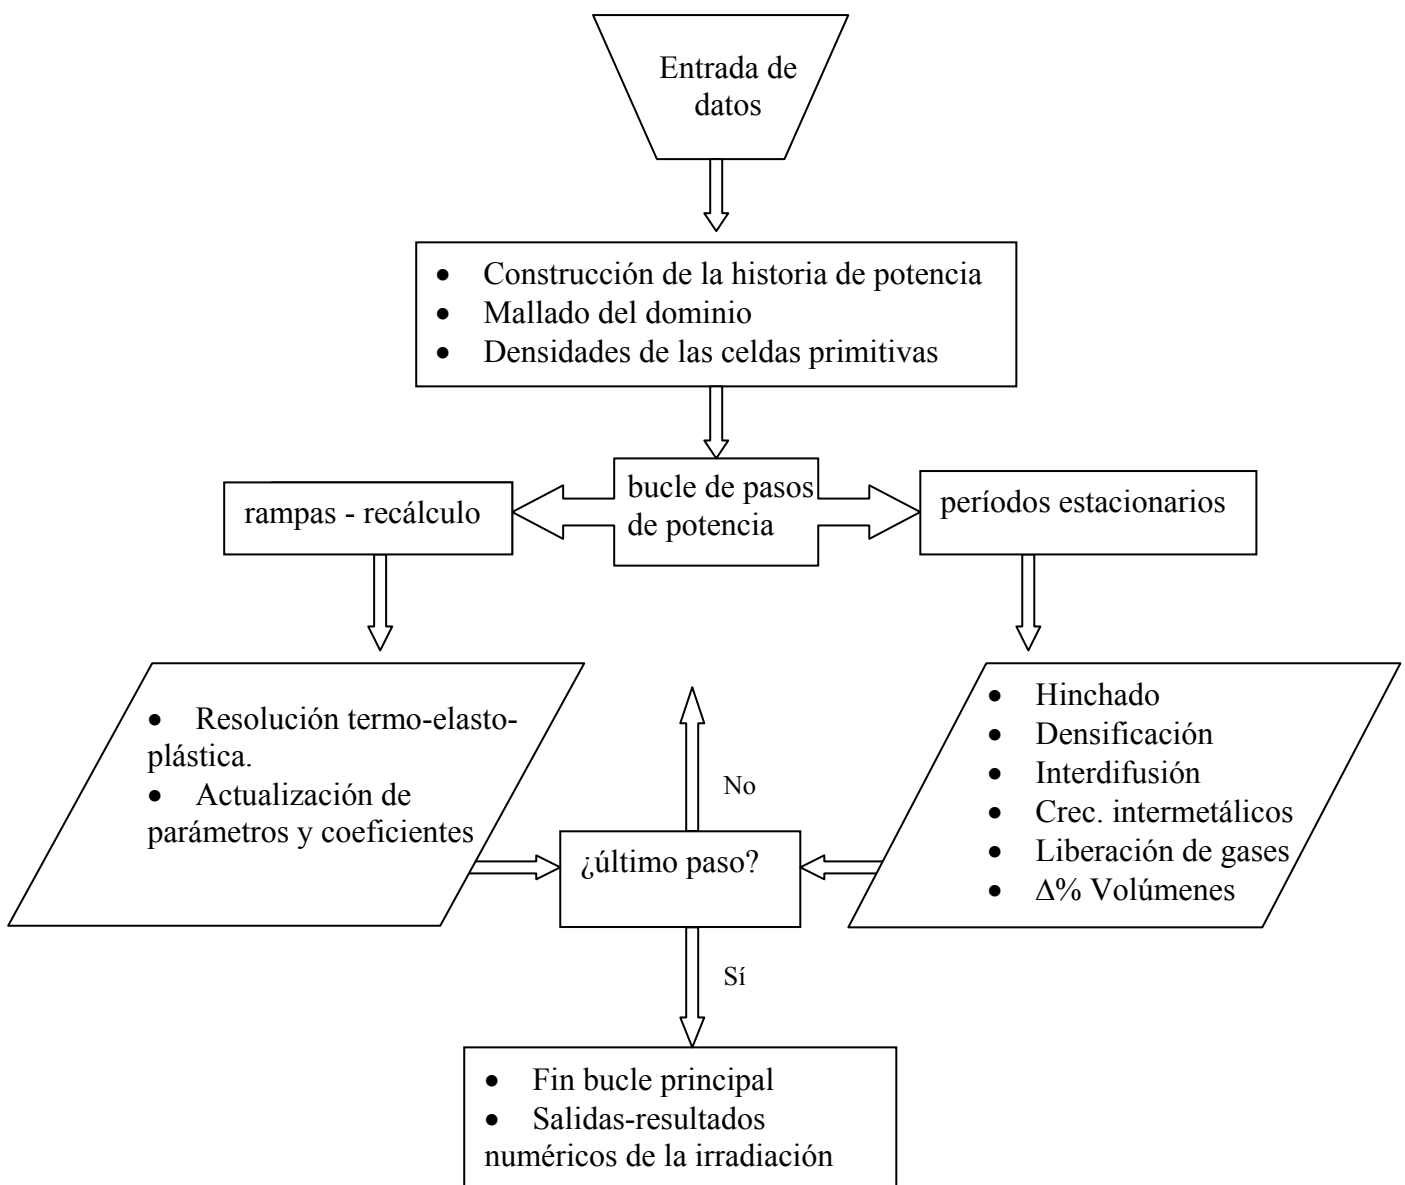 Entrada de
datos
• Construcción de la historia de potencia
• Mallado del dominio
• Densidades de las celdas primitivas
bucle de pasos
de potencia
rampas - recálculo
períodos estacionarios
• Resolución termo-elasto-
plástica.
• Actualización de
parámetros y coeficientes
• Hinchado
• Densificación
• Interdifusión
• Crec. intermetálicos
• Liberación de gases
• Δ% Volúmenes
No
¿último paso?
Sí
• Fin bucle principal
• Salidas-resultados
numéricos de la irradiación